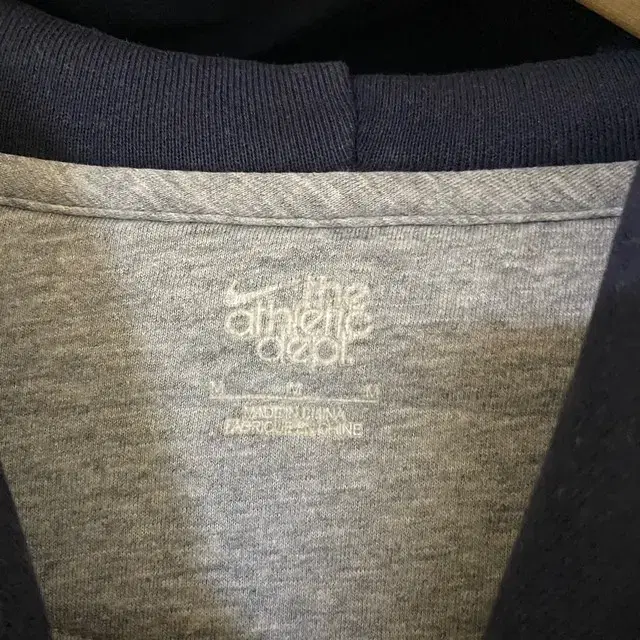 the
athletic
dept.
M M M
MADE IN CHINA
FABRIQUE EN CHINE